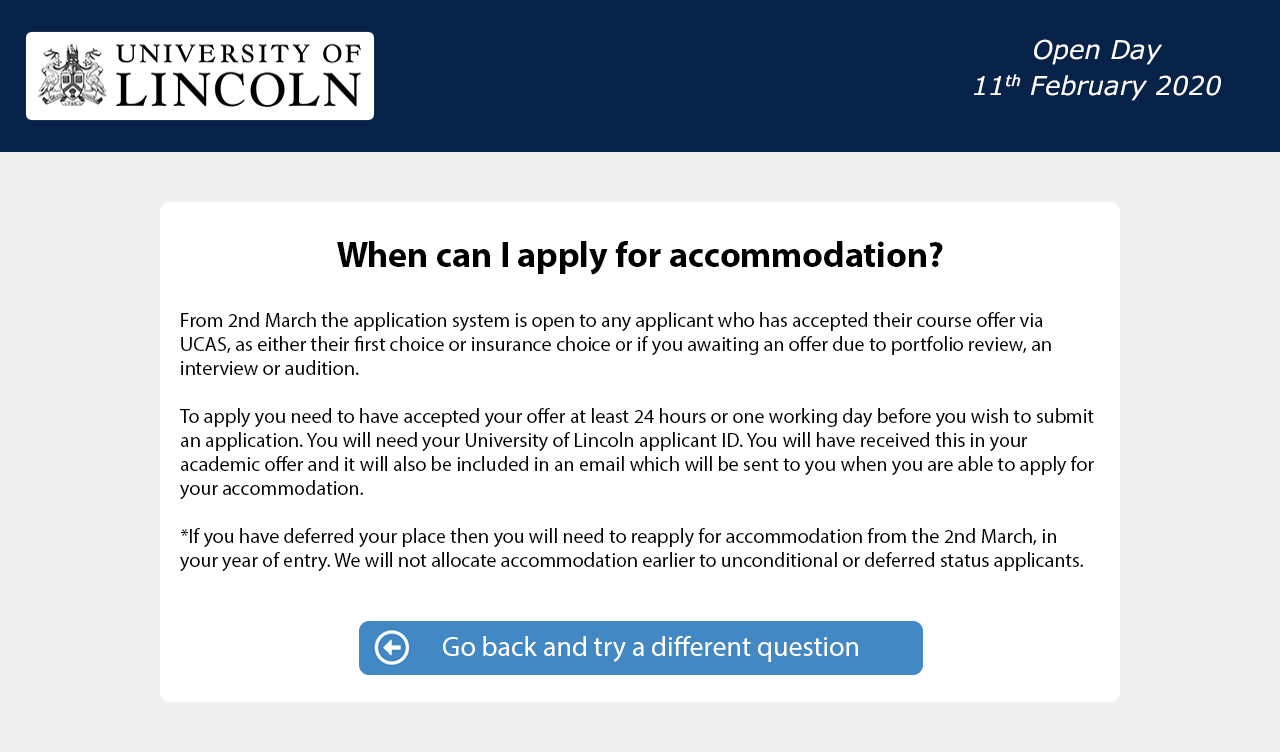 UNIVERSITY OF
LINCOLN
Open Day
11th February 2020
When can I apply for accommodation?
From 2nd March the application system is open to any applicant who has accepted their course offer via
UCAS, as either their first choice or insurance choice or if you awaiting an offer due to portfolio review, an
interview or audition.
To apply you need to have accepted your offer at least 24 hours or one working day before you wish to submit
an application. You will need your University of Lincoln applicant ID. You will have received this in your
academic offer and it will also be included in an email which will be sent to you when you are able to apply for
your accommodation.
*If you have deferred your place then you will need to reapply for accommodation from the 2nd March, in
your year of entry. We will not allocate accommodation earlier to unconditional or deferred status applicants.
Go back and try a different question